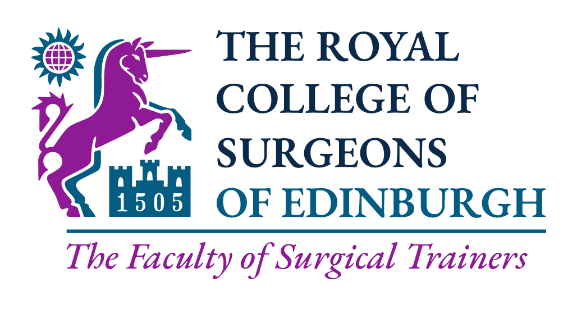 THE ROYAL
COLLEGE OF
SURGEONS
OF EDINBURGH
1505
The Faculty of Surgical Trainers